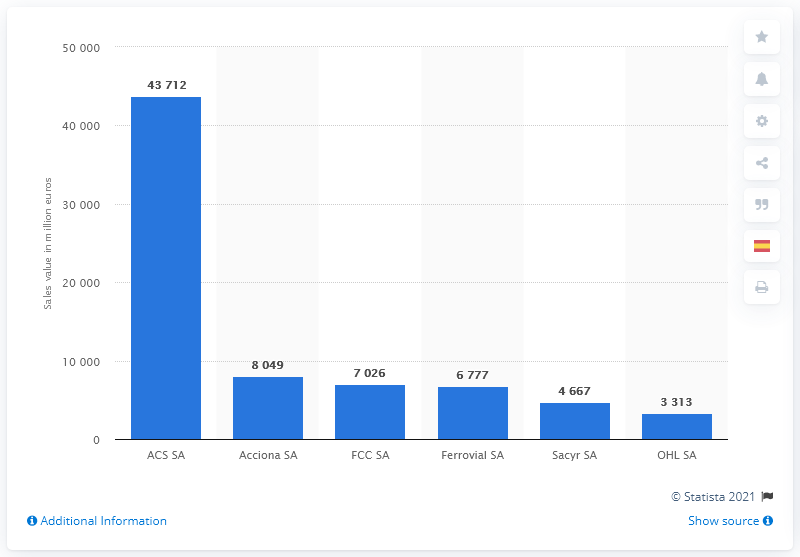 50 000
40 000
30 000
20 000
10 000
0
Sales value in million euros
43 712
8 049
7 026
6 777
4 667
3 313
ACS SA
Acciona SA
FCC SA
Ferrovial SA
Sacyr SA
OHL SA
© Statista 2021
Additional Information
Show source